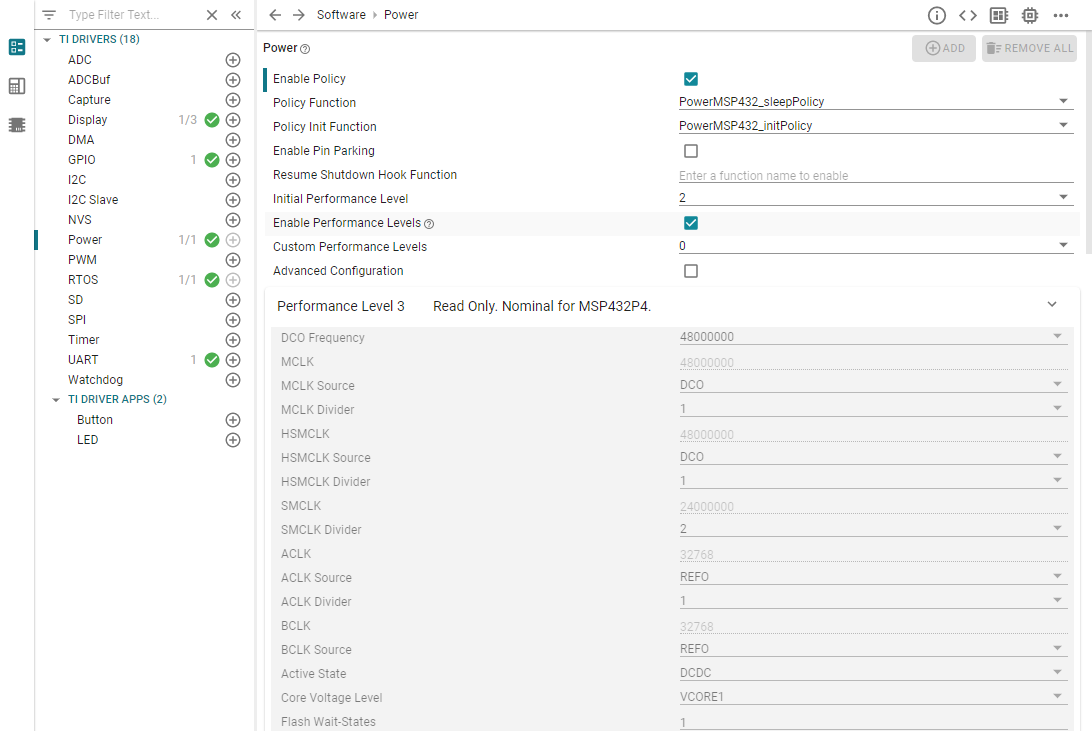 Type Filter Text...
TI DRIVERS (18)
ADC
ADCBuf
Capture
Display 1/3
DMA
GPIO 1
I2C
I2C Slave
NVS
Power 1/1
PWM
RTOS 1/1
SD
SPI
Timer
UART 1
Watchdog
TI DRIVER APPS (2)
Button
LED
Software > Power
Power
ADD
REMOVE ALL
Enable Policy
Policy Function PowerMSP432_sleepPolicy
Policy Init Function PowerMSP432_initPolicy
Enable Pin Parking
Resume Shutdown Hook Function Enter a function name to enable
Initial Performance Level 2
Enable Performance Levels
Custom Performance Levels 0
Advanced Configuration
Performance Level 3 Read Only. Nominal for MSP432P4.
DCO Frequency 48000000
MCLK 48000000
MCLK Source DCO
MCLK Divider 1
HSMCLK 48000000
HSMCLK Source DCO
HSMCLK Divider 1
SMCLK 24000000
SMCLK Divider 2
ACLK 32768
ACLK Source REFO
ACLK Divider 1
BCLK 32768
BCLK Source REFO
Active State DCDC
Core Voltage Level VCORE1
Flash Wait-States 1